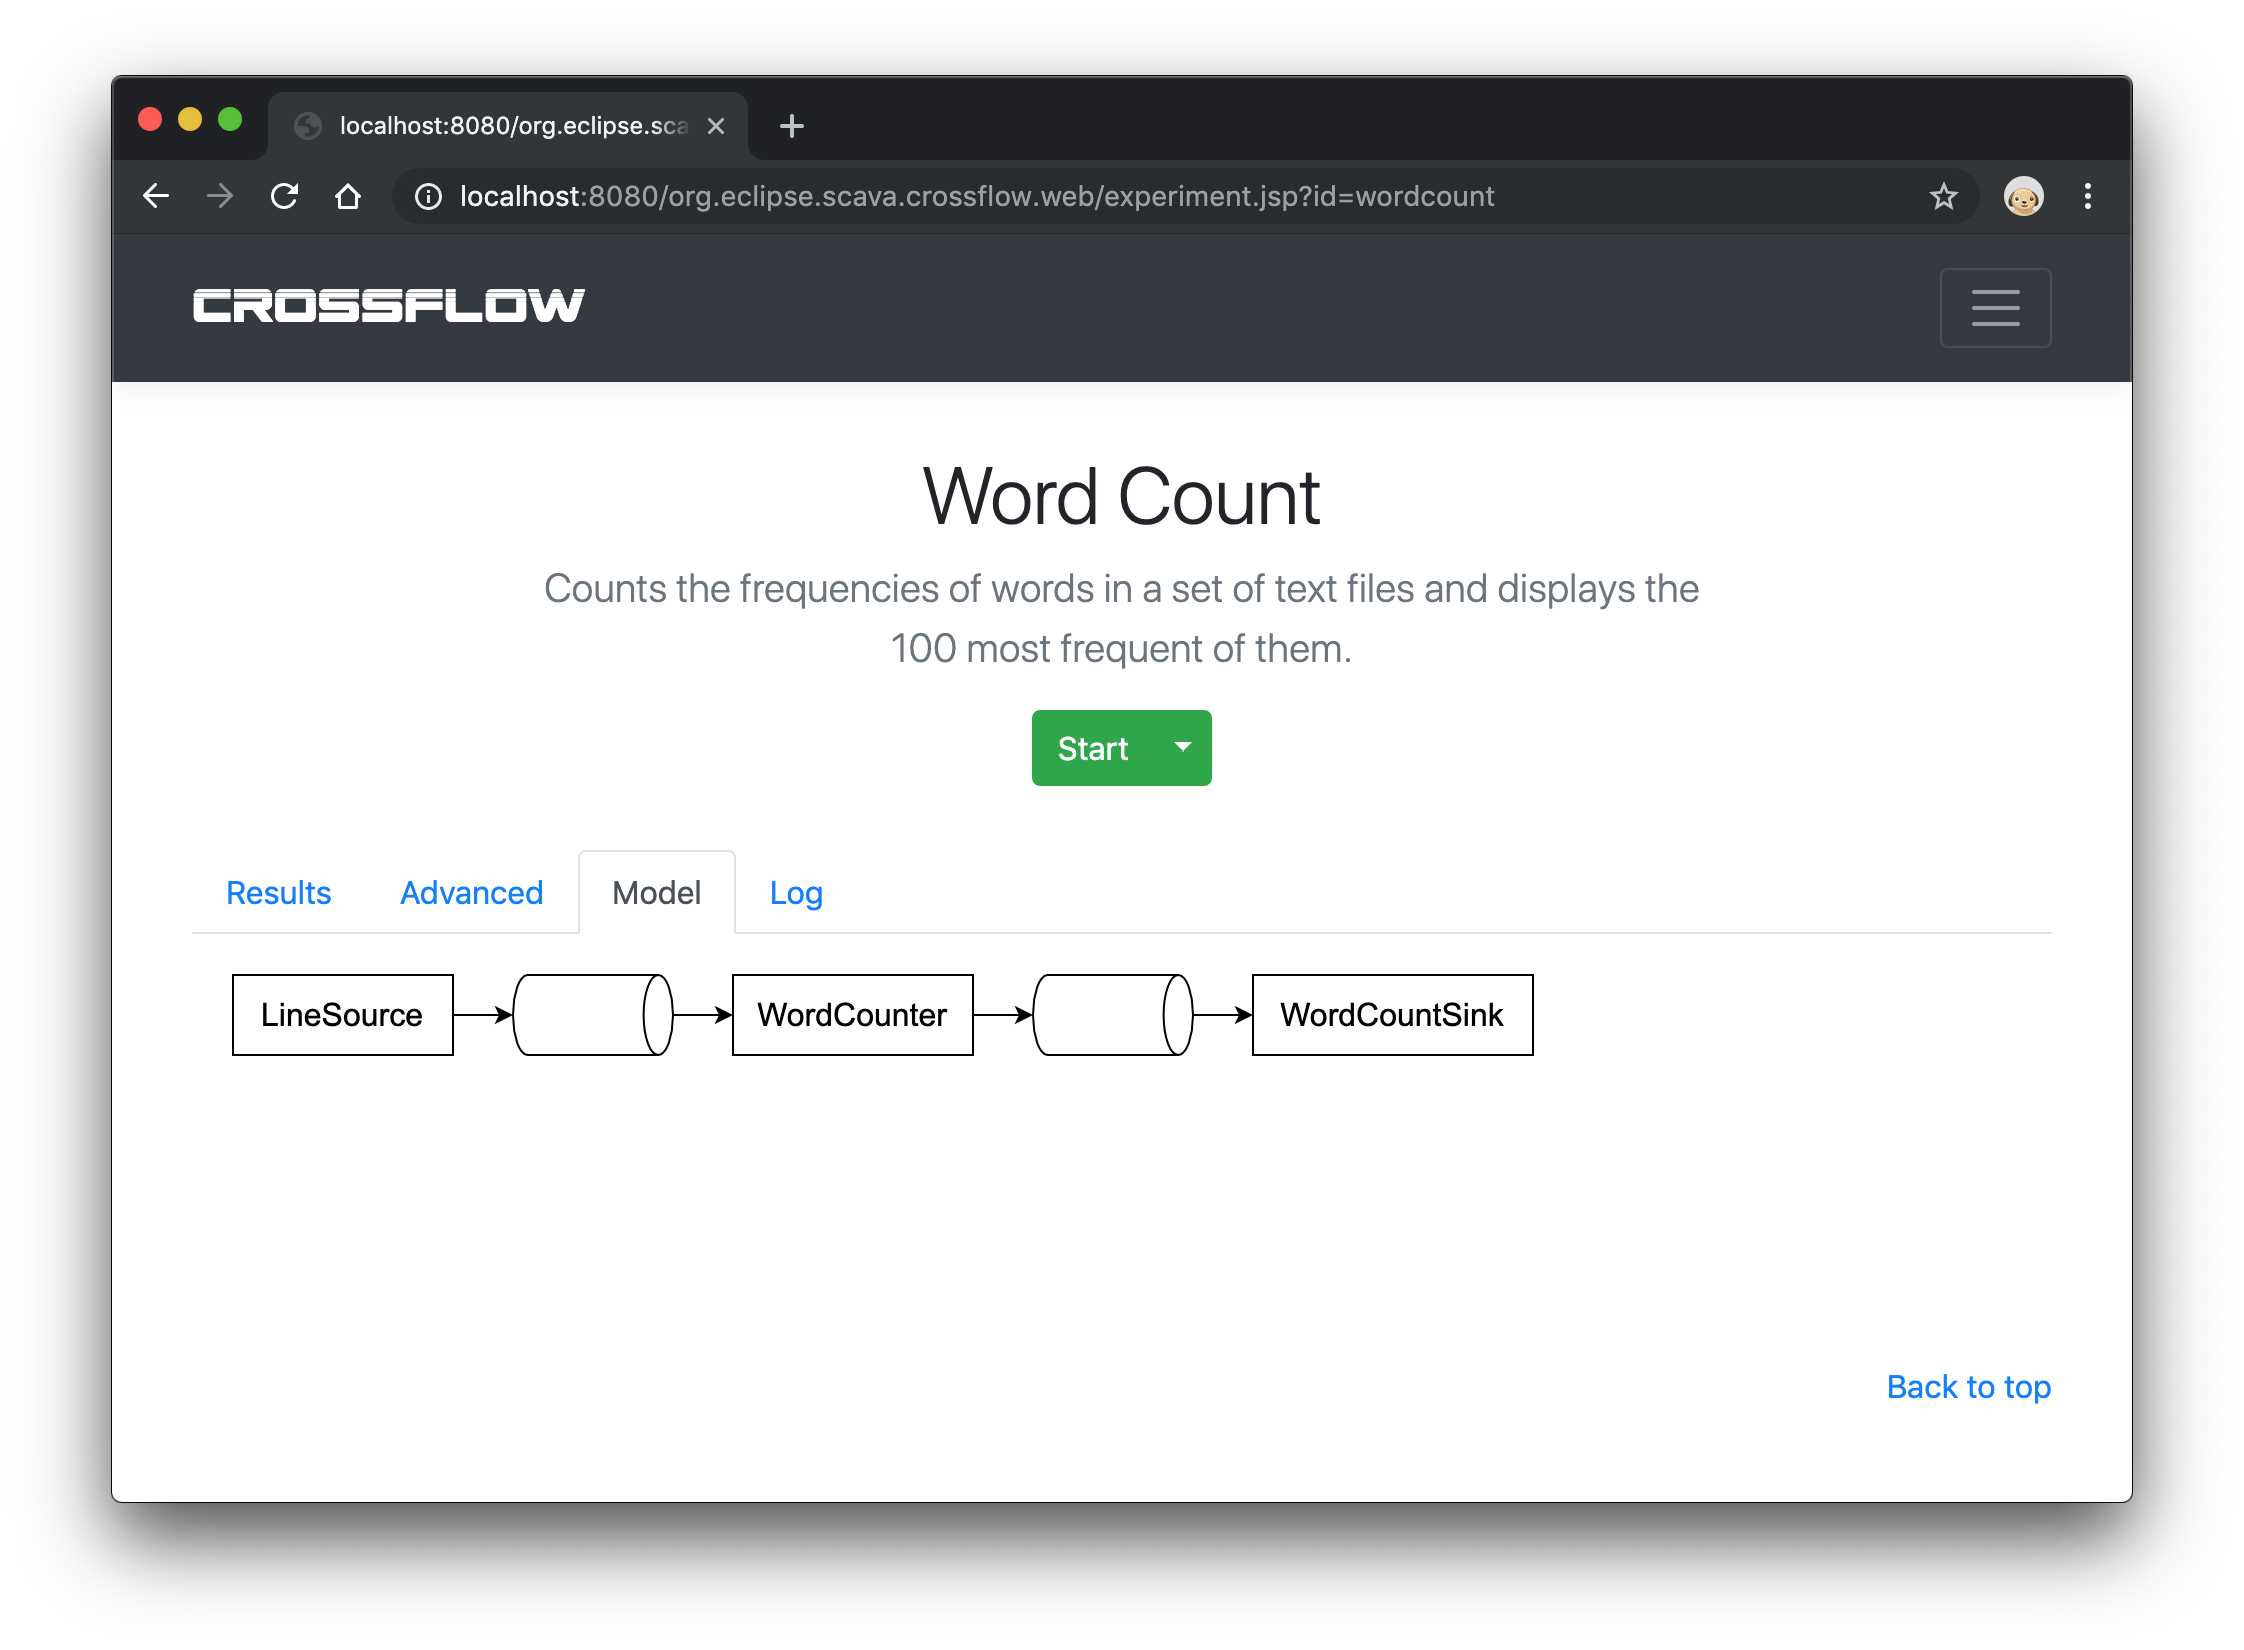 localhost:8080/org.eclipse.sca
localhost:8080/org.eclipse.scava.crossflow.web/experiment.jsp?id=wordcount
CROSSFLOW
Word Count
Counts the frequencies of words in a set of text files and displays the
100 most frequent of them.
Start
Results Advanced Model Log
LineSource WordCounter WordCountSink
Back to top